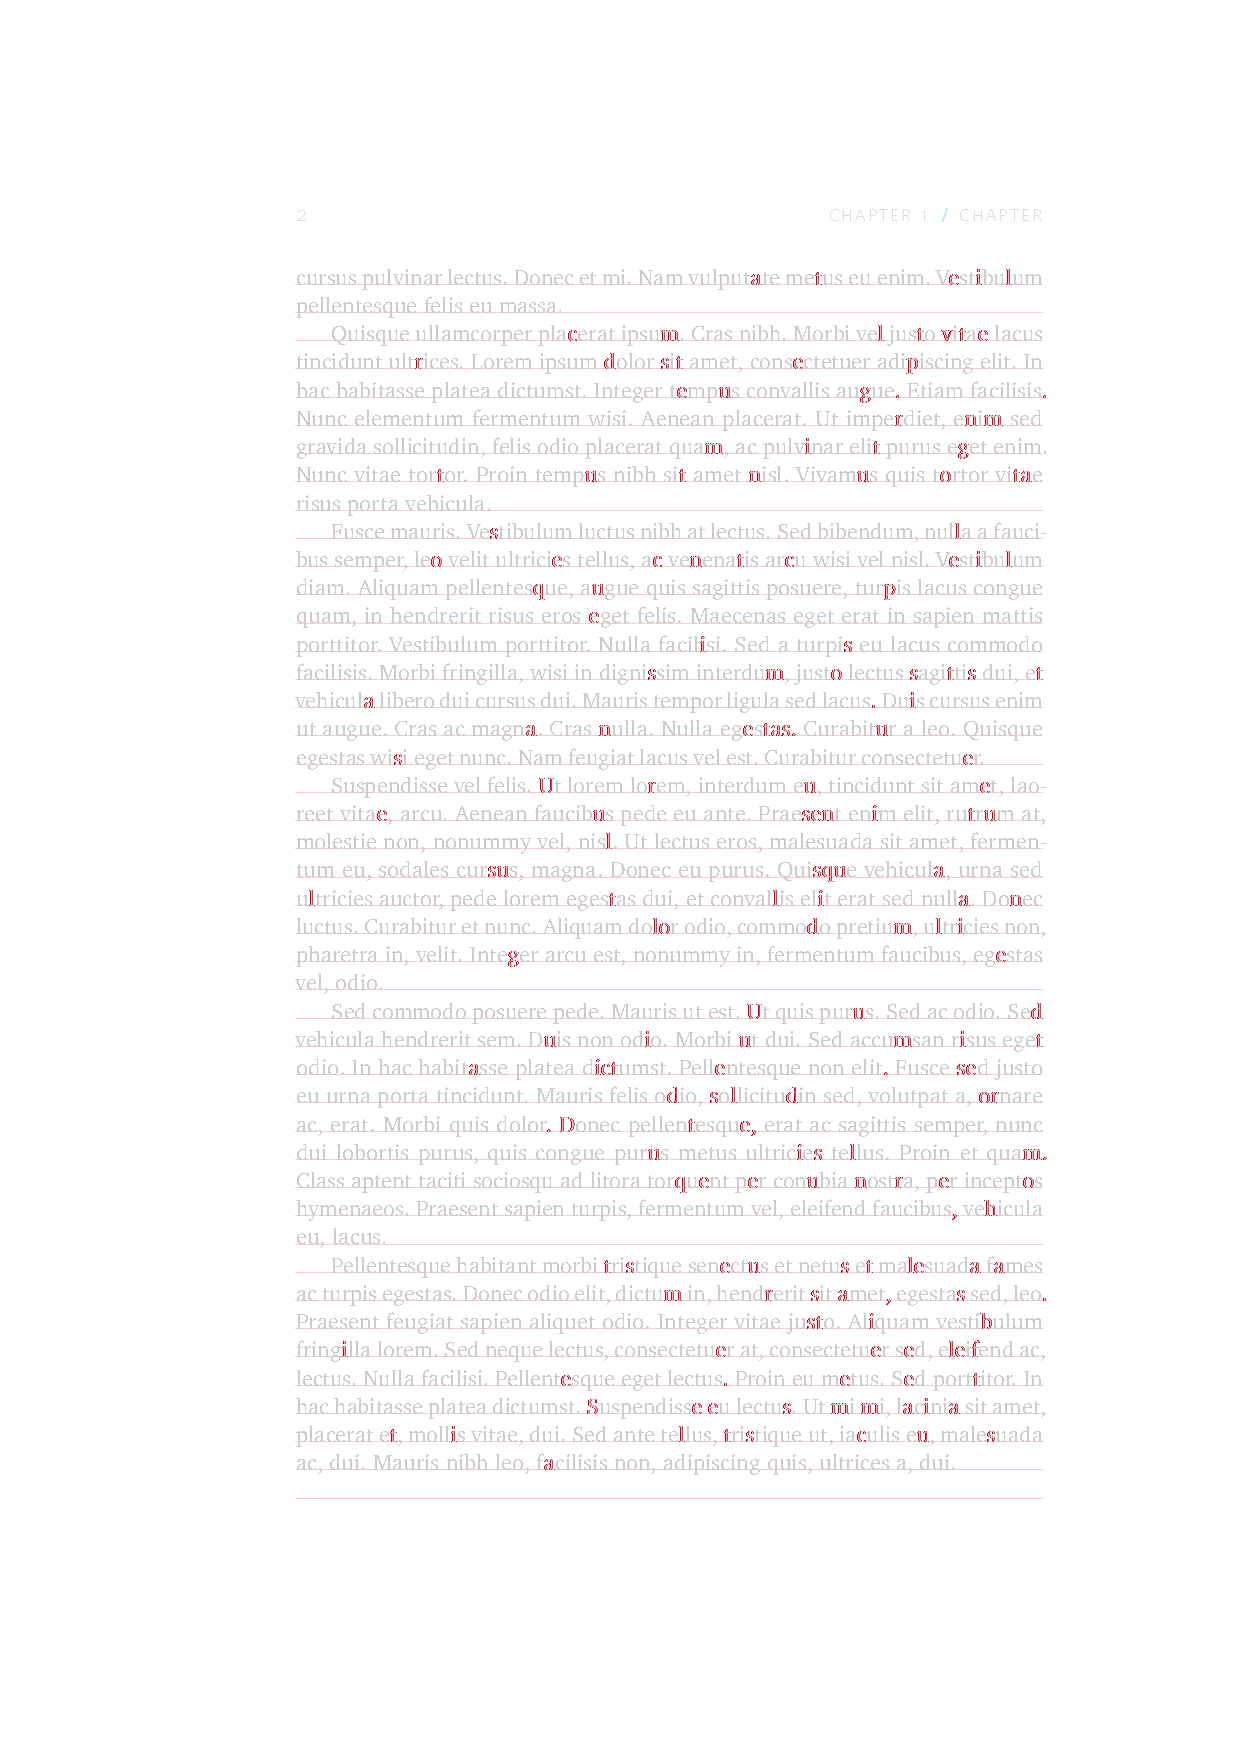 2
CHAPTER 1 / CHAPTER
cursus pulvinar lectus. Donec et mi. Nam vulputate metus eu enim. Vestibulum
pellentesque felis eu massa.
Quisque ullamcorper placerat ipsum. Cras nibh. Morbi vel justo vitae lacus
tincidunt ultrices. Lorem ipsum dolor sit amet, consectetuer adipiscing elit. In
hac habitasse platea dictumst. Integer tempus convallis augue. Etiam facilisis.
Nunc elementum fermentum wisi. Aenean placerat. Ut imperdiet, enim sed
gravida sollicitudin, felis odio placerat quam, ac pulvinar elit purus eget enim.
Nunc vitae tortor. Proin tempus nibh sit amet nisl. Vivamus quis tortor vitae
risus porta vehicula.
Fusce mauris. Vestibulum luctus nibh at lectus. Sed bibendum, nulla a fauci-
bus semper, leo velit ultricies tellus, ac venenatis arcu wisi vel nisl. Vestibulum
diam. Aliquam pellentesque, augue quis sagittis posuere, turpis lacus congue
quam, in hendrerit risus eros eget felis. Maecenas eget erat in sapien mattis
porttitor. Vestibulum porttitor. Nulla facilisi. Sed a turpis eu lacus commodo
facilisis. Morbi fringilla, wisi in dignissim interdum, justo lectus sagittis dui, et
vehicula libero dui cursus dui. Mauris tempor ligula sed lacus. Duis cursus enim
ut augue. Cras ac magna. Cras nulla. Nulla egestas. Curabitur a leo. Quisque
egestas wisi eget nunc. Nam feugiat lacus vel est. Curabitur consectetuer.
Suspendisse vel felis. Ut lorem lorem, interdum eu, tincidunt sit amet, lao-
reet vitae, arcu. Aenean faucibus pede eu ante. Praesent enim elit, rutrum at,
molestie non, nonummy vel, nisl. Ut lectus eros, malesuada sit amet, fermen-
tum eu, sodales cursus, magna. Donec eu purus. Quisque vehicula, urna sed
ultricies auctor, pede lorem egestas dui, et convallis elit erat sed nulla. Donec
luctus. Curabitur et nunc. Aliquam dolor odio, commodo pretium, ultricies non,
pharetra in, velit. Integer arcu est, nonummy in, fermentum faucibus, egestas
vel, odio.
Sed commodo posuere pede. Mauris ut est. Ut quis purus. Sed ac odio. Sed
vehicula hendrerit sem. Duis non odio. Morbi ut dui. Sed accumsan risus eget
odio. In hac habitasse platea dictumst. Pellentesque non elit. Fusce sed justo
eu urna porta tincidunt. Mauris felis odio, sollicitudin sed, volutpat a, ornare
ac, erat. Morbi quis dolor. Donec pellentesque, erat ac sagittis semper, nunc
dui lobortis purus, quis congue purus metus ultricies tellus. Proin et quam.
Class aptent taciti sociosqu ad litora torquent per conubia nostra, per inceptos
hymenaeos. Praesent sapien turpis, fermentum vel, eleifend faucibus, vehicula
eu, lacus.
Pellentesque habitant morbi tristique senectus et netus et malesuada fames
ac turpis egestas. Donec odio elit, dictum in, hendrerit sit amet, egestas sed, leo.
Praesent feugiat sapien aliquet odio. Integer vitae justo. Aliquam vestibulum
fringilla lorem. Sed neque lectus, consectetuer at, consectetuer sed, eleifend ac,
lectus. Nulla facilisi. Pellentesque eget lectus. Proin eu metus. Sed porttitor. In
hac habitasse platea dictumst. Suspendisse eu lectus. Ut mi mi, lacinia sit amet,
placerat et, mollis vitae, dui. Sed ante tellus, tristique ut, iaculis eu, malesuada
ac, dui. Mauris nibh leo, facilisis non, adipiscing quis, ultrices a, dui.